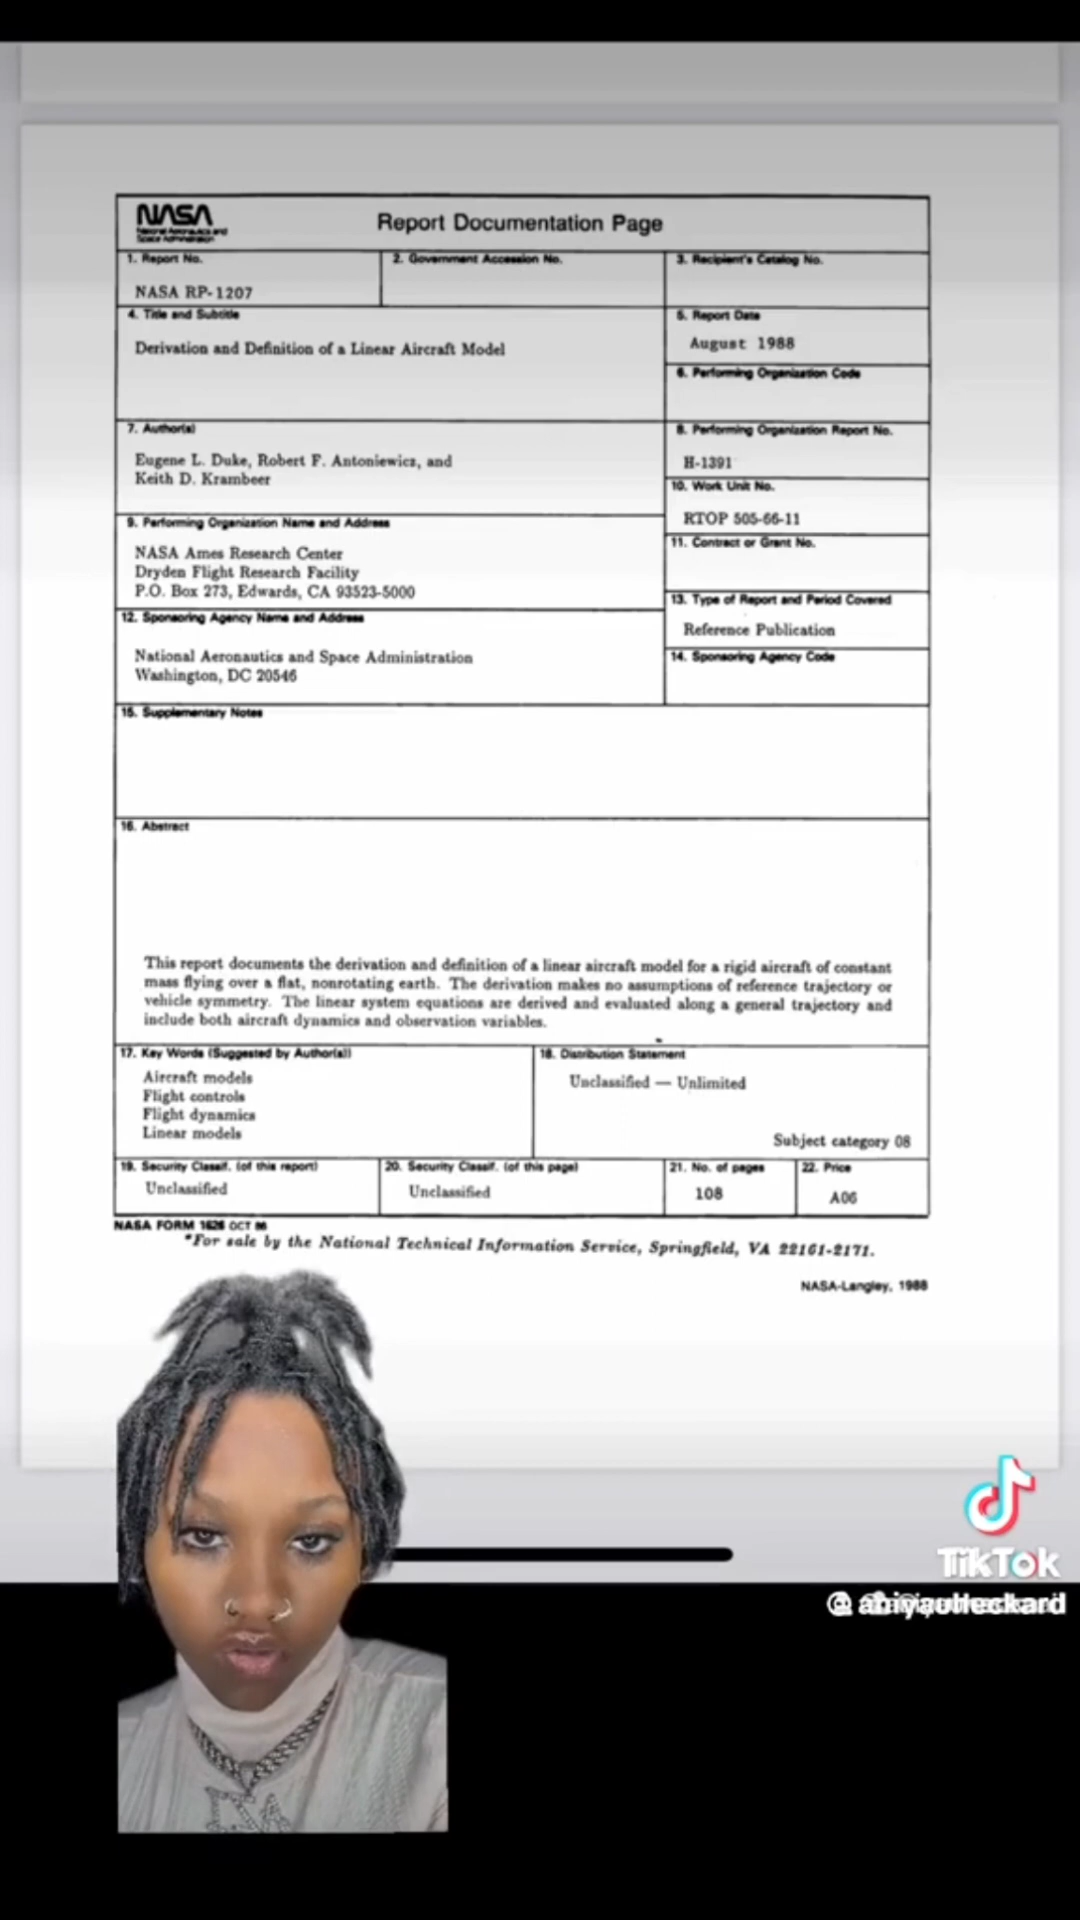 NASA
National Aeronautics and
Space Administration
Report Documentation Page
1. Report No.
NASA RP-1207
2. Government Accession No.
3. Recipient's Catalog No.
4. Title and Subtitle
Derivation and Definition of a Linear Aircraft Model
5. Report Date
August 1988
6. Performing Organization Code
7. Author(s)
Eugene L. Duke, Robert F. Antoniewicz, and
Keith D. Krambeer
8. Performing Organization Report No.
H-1391
10. Work Unit No.
RTOP 505-66-11
9. Performing Organization Name and Address
NASA Ames Research Center
Dryden Flight Research Facility
P.O. Box 273, Edwards, CA 93523-5000
11. Contract or Grant No.
13. Type of Report and Period Covered
Reference Publication
12. Sponsoring Agency Name and Address
National Aeronautics and Space Administration
Washington, DC 20546
14. Sponsoring Agency Code
15. Supplementary Notes
16. Abstract
This report documents the derivation and definition of a linear aircraft model for a rigid aircraft of constant
mass flying over a flat, nonrotating earth. The derivation makes no assumptions of reference trajectory or
vehicle symmetry. The linear system equations are derived and evaluated along a general trajectory and
include both aircraft dynamics and observation variables.
17. Key Words (Suggested by Author(s))
Aircraft models
Flight controls
Flight dynamics
Linear models
18. Distribution Statement
Unclassified — Unlimited
Subject category 08
19. Security Classif. (of this report)
Unclassified
20. Security Classif. (of this page)
Unclassified
21. No. of pages
108
22. Price
A06
NASA FORM 1626 OCT 86
*For sale by the National Technical Information Service, Springfield, VA 22161-2171.
NASA-Langley, 1988
TikTok